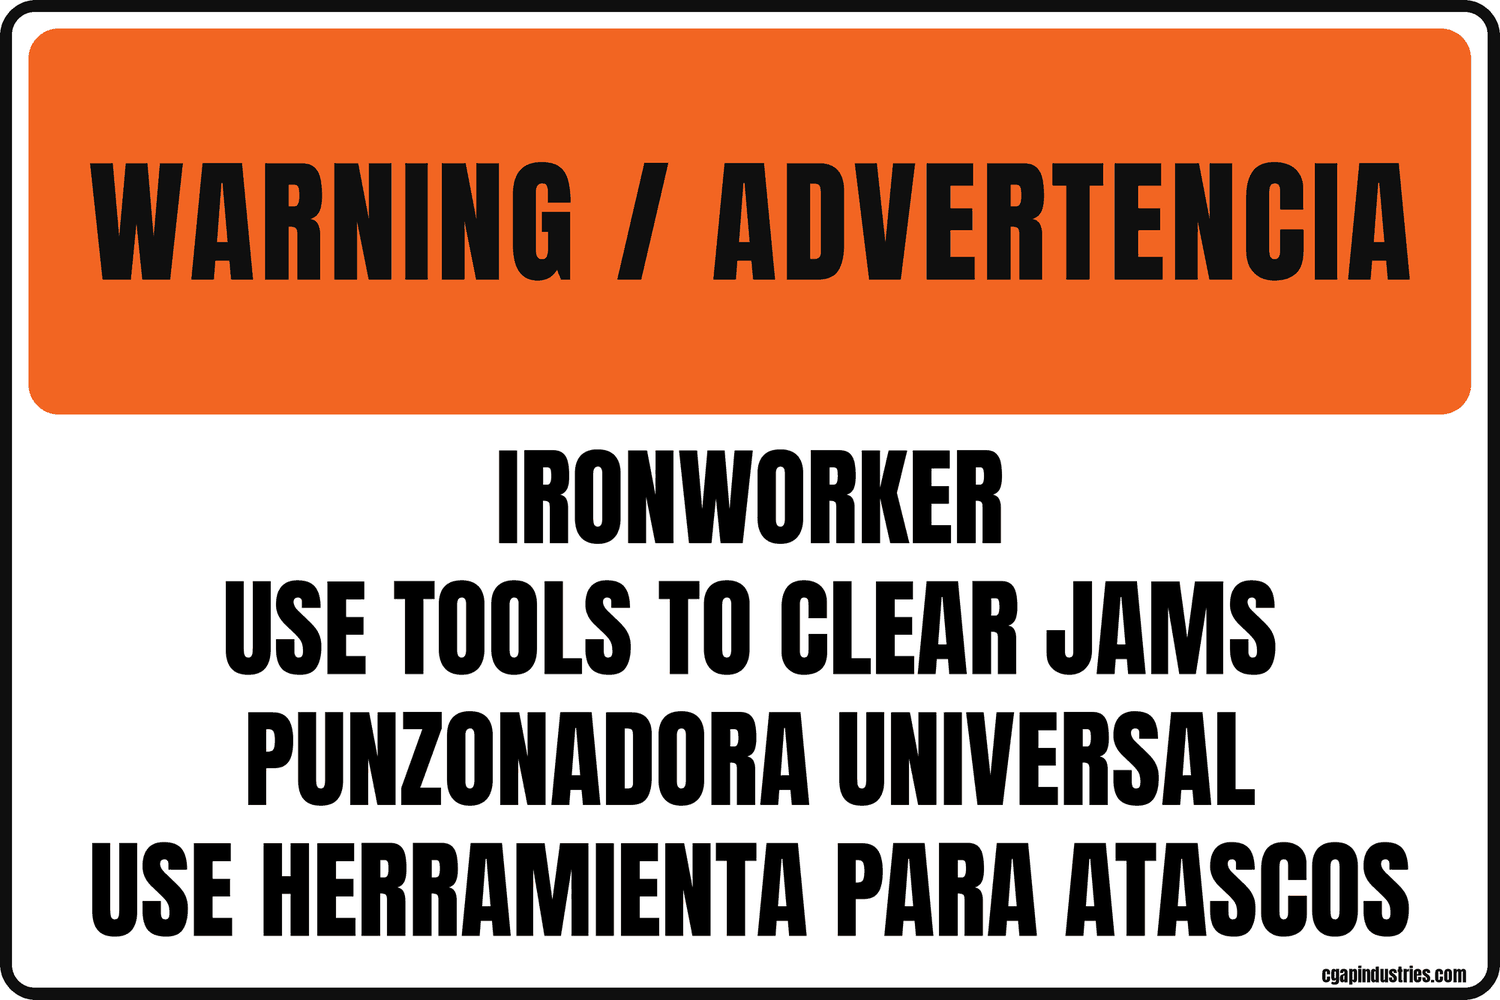 WARNING / ADVERTENCIA
IRONWORKER
USE TOOLS TO CLEAR JAMS
PUNZONADORA UNIVERSAL
USE HERRAMIENTA PARA ATASCOS
cgapindustries.com